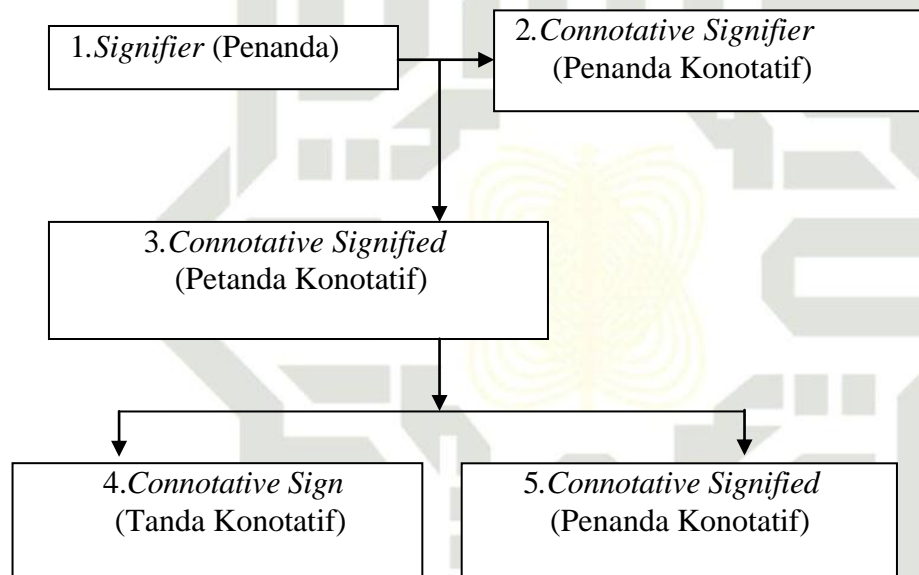 1.Signifier (Penanda)
2.Connotative Signifier
(Penanda Konotatif)
3.Connotative Signified
(Petanda Konotatif)
4.Connotative Sign
(Tanda Konotatif)
5.Connotative Signified
(Penanda Konotatif)